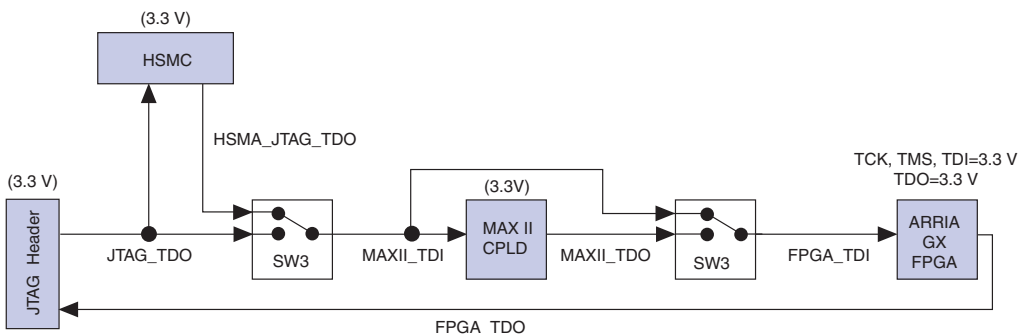 (3.3 V)
HSMC
HSMA_JTAG_TDO
TCK, TMS, TDI=3.3 V
TDO=3.3 V
(3.3 V)
(3.3V)
JTAG Header
JTAG_TDO
SW3
MAXII_TDI
MAX II
CPLD
MAXII_TDO
SW3
FPGA_TDI
ARRIA
GX
FPGA
FPGA_TDO